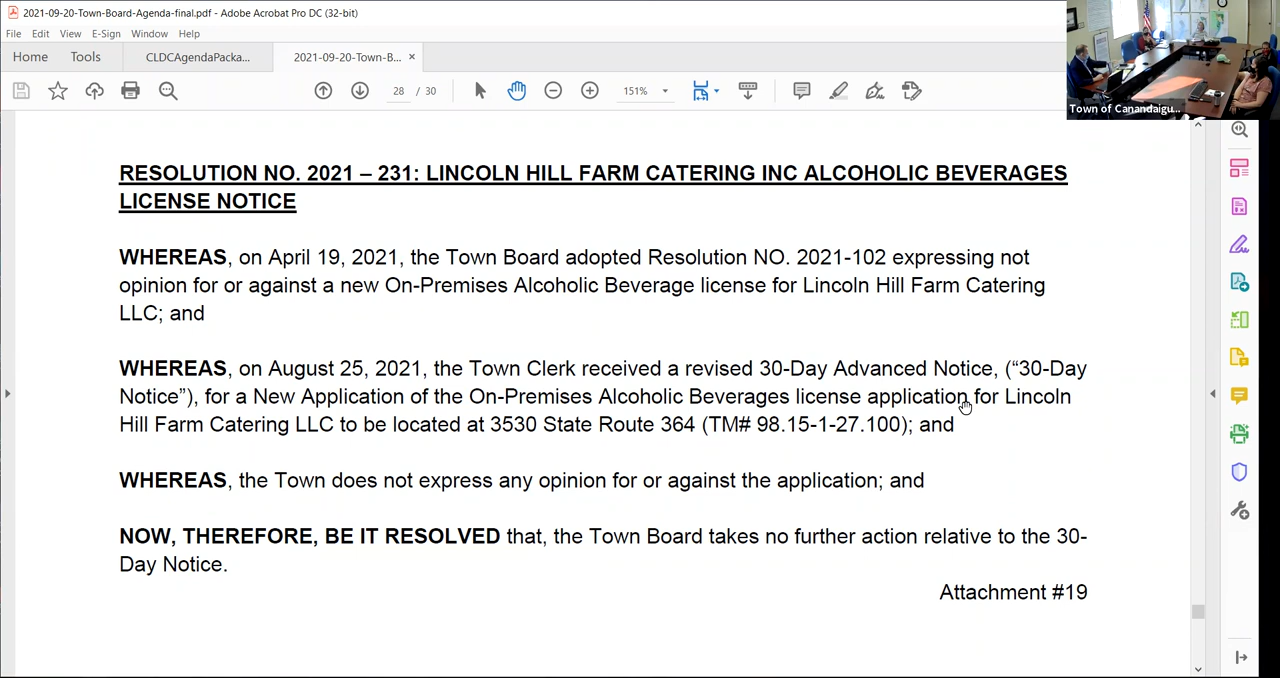 2021-09-20-Town-Board-Agenda-final.pdf - Adobe Acrobat Pro DC (32-bit)
File Edit View E-Sign Window Help
Home Tools CLDCAgendaPacka... 2021-09-20-Town-B... ×
28 / 30 151%
Town of Canandaigu...
RESOLUTION NO. 2021 – 231: LINCOLN HILL FARM CATERING INC ALCOHOLIC BEVERAGES
LICENSE NOTICE
WHEREAS, on April 19, 2021, the Town Board adopted Resolution NO. 2021-102 expressing not
opinion for or against a new On-Premises Alcoholic Beverage license for Lincoln Hill Farm Catering
LLC; and
WHEREAS, on August 25, 2021, the Town Clerk received a revised 30-Day Advanced Notice, (“30-Day
Notice”), for a New Application of the On-Premises Alcoholic Beverages license application for Lincoln
Hill Farm Catering LLC to be located at 3530 State Route 364 (TM# 98.15-1-27.100); and
WHEREAS, the Town does not express any opinion for or against the application; and
NOW, THEREFORE, BE IT RESOLVED that, the Town Board takes no further action relative to the 30-
Day Notice.
Attachment #19